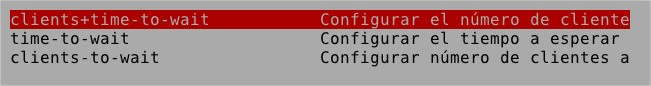 clients+time-to-wait Configurar el número de cliente
time-to-wait Configurar el tiempo a esperar
clients-to-wait Configurar número de clientes a